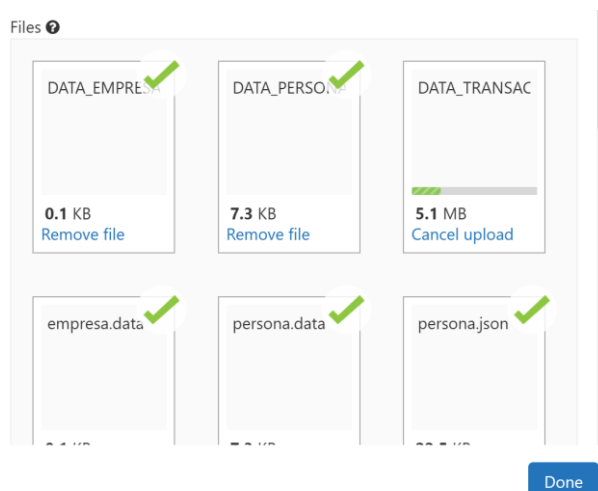 Files
DATA_EMPRESA
DATA_PERSONA
DATA_TRANSAC
0.1 KB
7.3 KB
5.1 MB
Remove file
Remove file
Cancel upload
empresa.data
persona.data
persona.json
Done